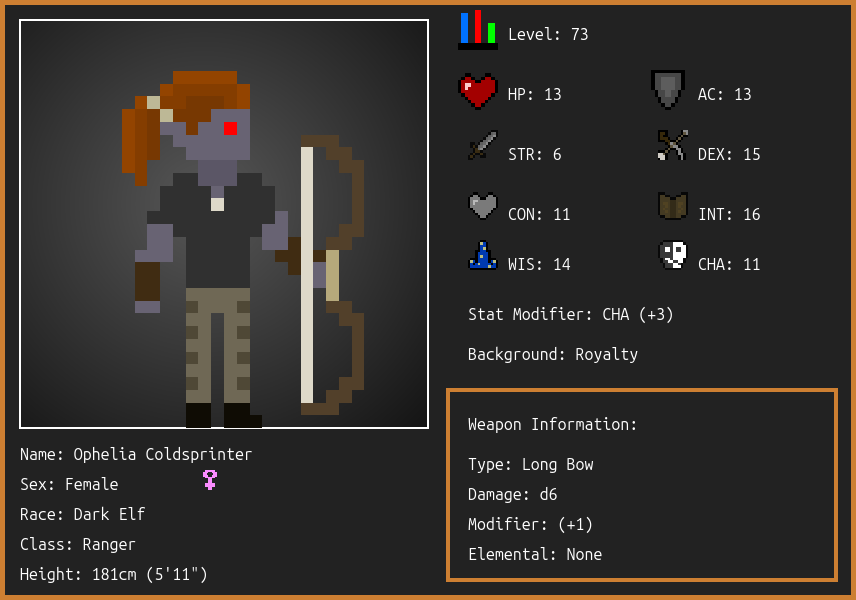 Level: 73
HP: 13
AC: 13
STR: 6
DEX: 15
CON: 11
INT: 16
WIS: 14
CHA: 11
Stat Modifier: CHA (+3)
Background: Royalty
Weapon Information:
Type: Long Bow
Damage: d6
Modifier: (+1)
Elemental: None
Name: Ophelia Coldsprinter
Sex: Female
Race: Dark Elf
Class: Ranger
Height: 181cm (5'11")